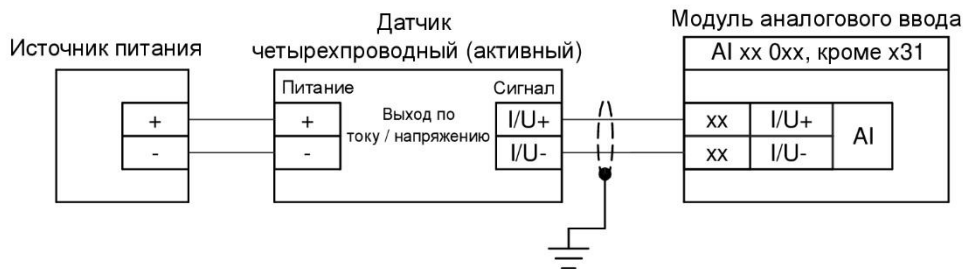 Источник питания
Датчик
четырехпроводный (активный)
Модуль аналогового ввода
AI xx 0xx, кроме x31
Питание
Сигнал
Выход по
току / напряжению
+
-
+
-
I/U+
I/U-
xx
I/U+
xx
I/U-
AI